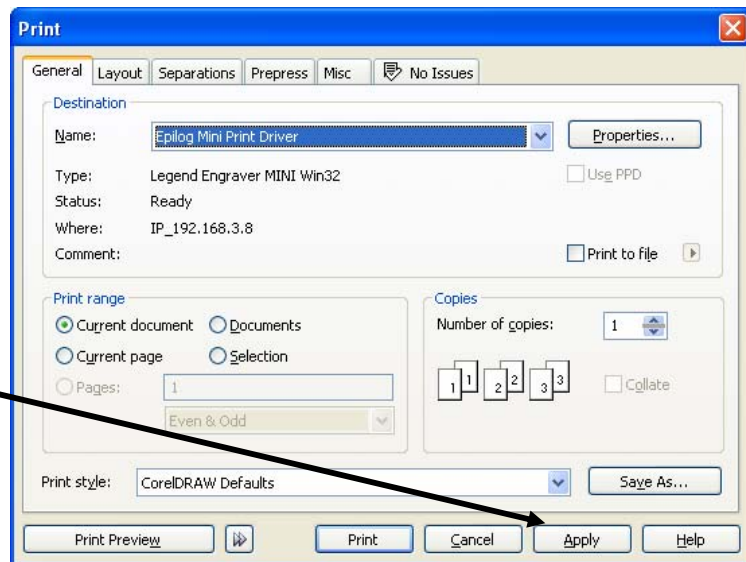 Print
General Layout Separations Prepress Misc No Issues
Destination
Name: Epilog Mini Print Driver Properties...
Type: Legend Engraver MINI Win32 Use PPD
Status: Ready
Where: IP_192.168.3.8
Comment: Print to file
Print range
Current document Documents
Current page Selection
Pages: 1
Even & Odd
Copies
Number of copies: 1
1 1 2 2 3 3 Collate
Print style: CorelDRAW Defaults Save As...
Print Preview Print Cancel Apply Help